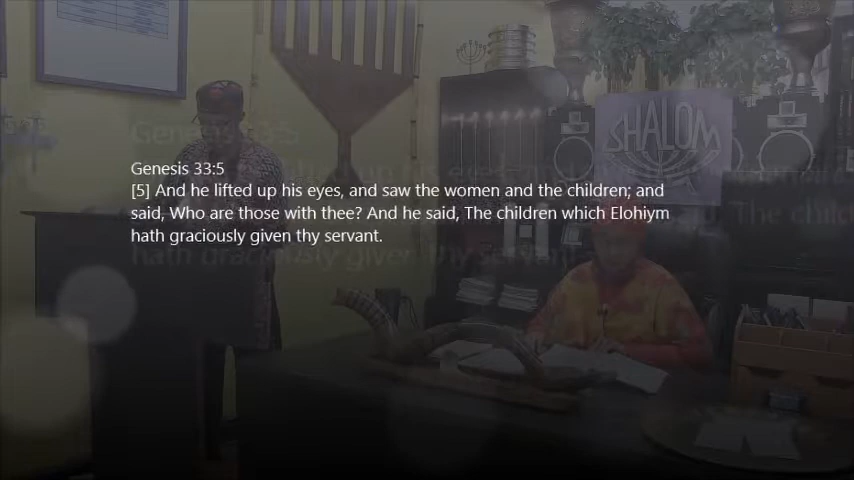 Genesis 33:5
[5] And he lifted up his eyes, and saw the women and the children; and
said, Who are those with thee? And he said, The children which Elohiym
hath graciously given thy servant.
SHALOM